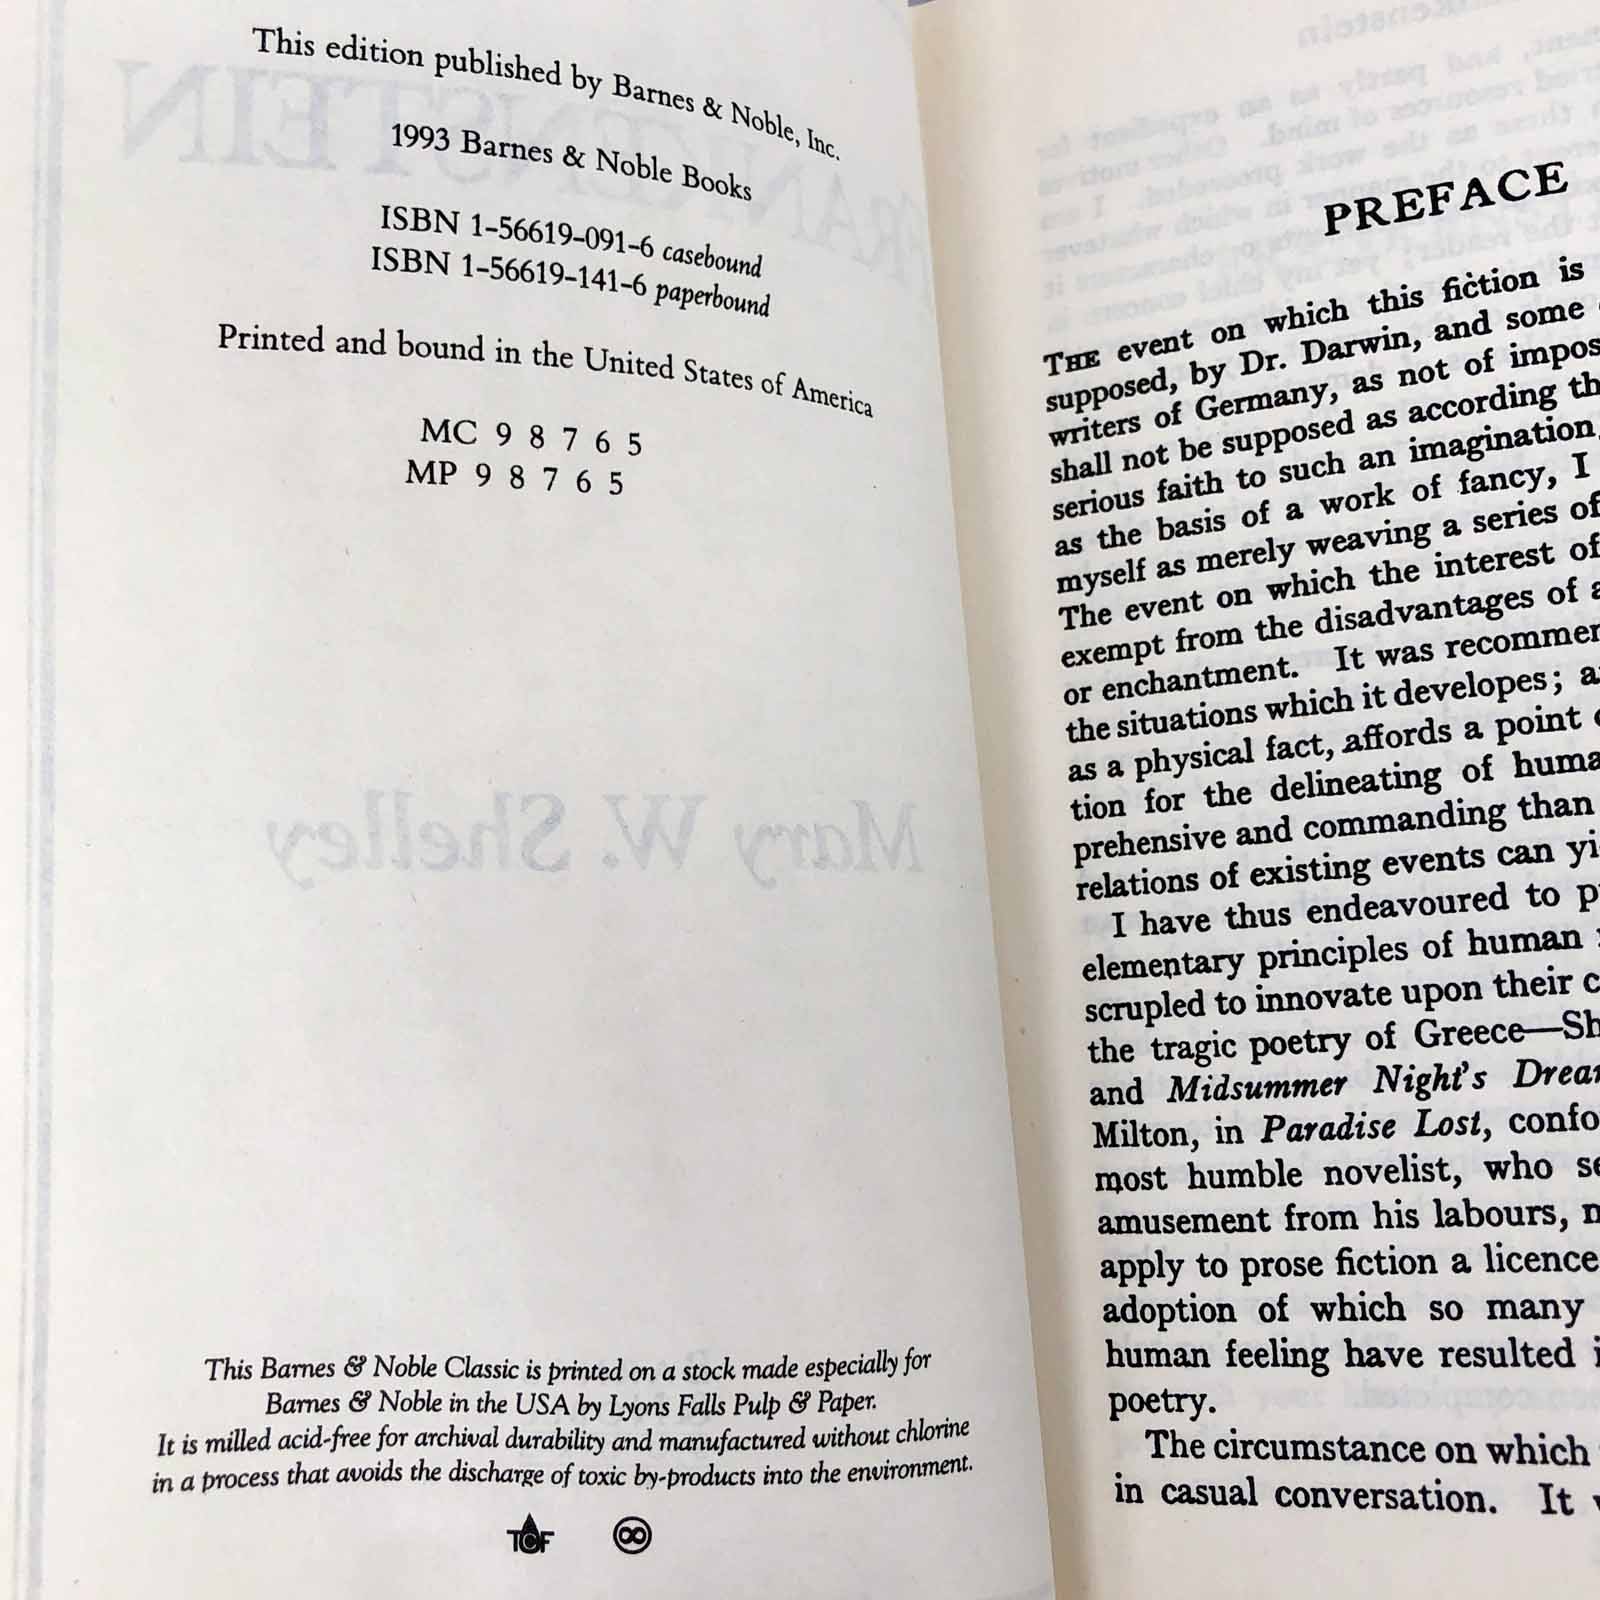 This edition published by Barnes & Noble, Inc.
1993 Barnes & Noble Books
ISBN 1-56619-091-6 casebound
ISBN 1-56619-141-6 paperbound
Printed and bound in the United States of America
MC 9 8 7 6 5
MP 9 8 7 6 5
Mary W. Shelley
This Barnes & Noble Classic is printed on a stock made especially for
Barnes & Noble in the USA by Lyons Falls Pulp & Paper.
It is milled acid-free for archival durability and manufactured without chlorine
in a process that avoids the discharge of toxic by-products into the environment.
TCF
PREFACE
THE event on which this fiction is
supposed, by Dr. Darwin, and some
writers of Germany, as not of impos
shall not be supposed as according th
serious faith to such an imagination,
as the basis of a work of fancy, I
myself as merely weaving a series of
The event on which the interest of
exempt from the disadvantages of a
or enchantment. It was recommen
the situations which it developes; a
as a physical fact, affords a point
tion for the delineating of huma
prehensive and commanding than
relations of existing events can yi
I have thus endeavoured to p
elementary principles of human
scrupled to innovate upon their c
the tragic poetry of Greece—Sh
and Midsummer Night's Drea
Milton, in Paradise Lost, confo
most humble novelist, who se
amusement from his labours, m
apply to prose fiction a licence
adoption of which so many
human feeling have resulted i
poetry.
The circumstance on which
in casual conversation. It